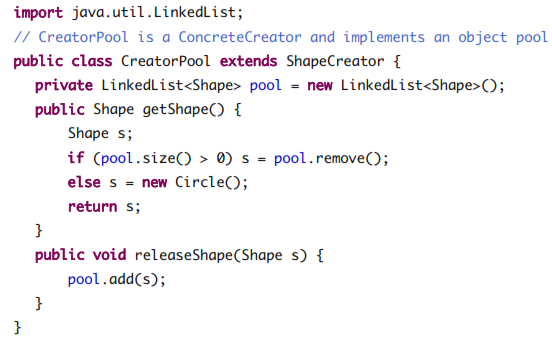 import java.util.LinkedList;
// CreatorPool is a ConcreteCreator and implements an object pool
public class CreatorPool extends ShapeCreator {
private LinkedList<Shape> pool = new LinkedList<Shape>();
public Shape getShape() {
Shape s;
if (pool.size() > 0) s = pool.remove();
else s = new Circle();
return s;
}
public void releaseShape(Shape s) {
pool.add(s);
}
}